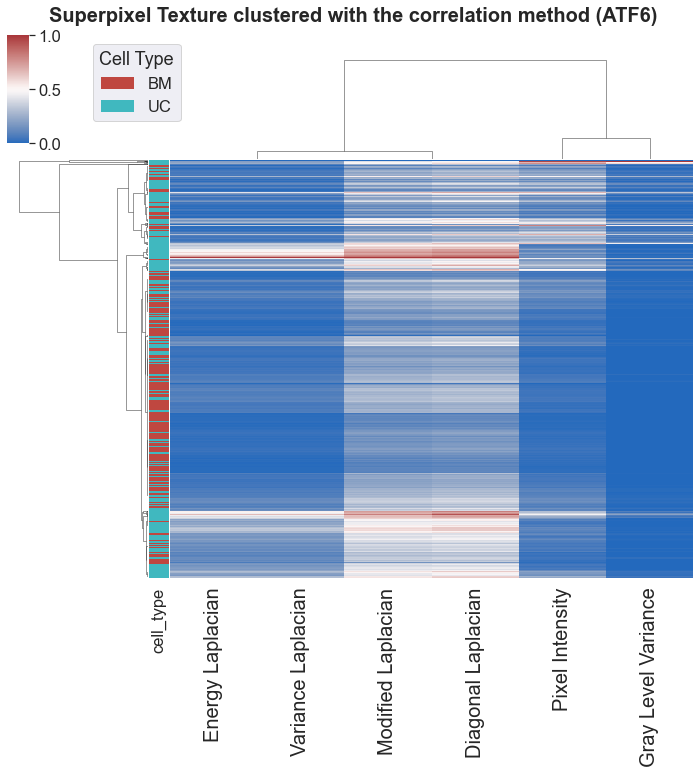 Superpixel Texture clustered with the correlation method (ATF6)
1.0
0.5
0.0
Cell Type
BM
UC
cell_type
Energy Laplacian
Variance Laplacian
Modified Laplacian
Diagonal Laplacian
Pixel Intensity
Gray Level Variance